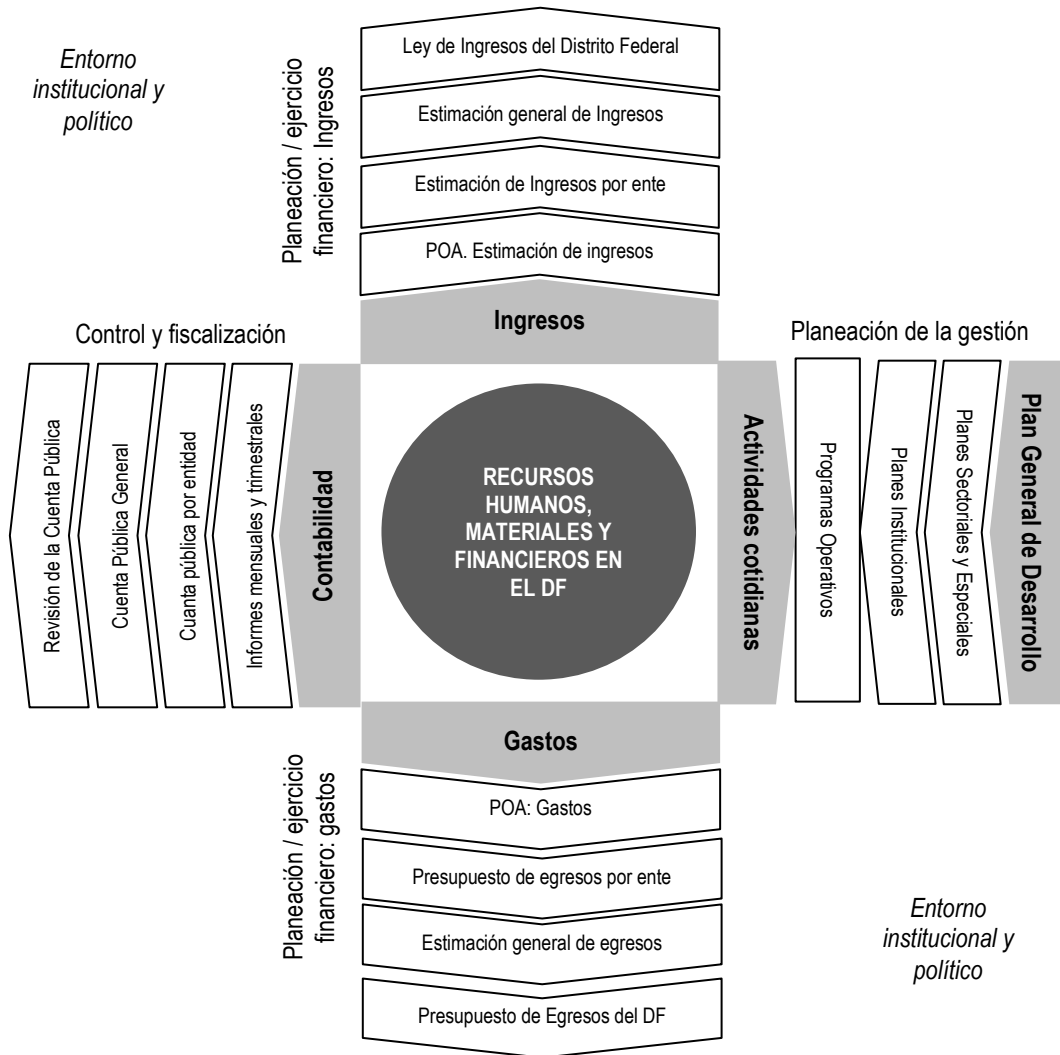 Entorno
institucional y
político
Planeación / ejercicio
financiero: Ingresos
Ley de Ingresos del Distrito Federal
Estimación general de Ingresos
Estimación de Ingresos por ente
POA. Estimación de ingresos
Ingresos
Control y fiscalización
Revisión de la Cuenta Pública
Cuenta Pública General
Cuanta pública por entidad
Informes mensuales y trimestrales
Contabilidad
RECURSOS
HUMANOS,
MATERIALES Y
FINANCIEROS EN
EL DF
Planeación de la gestión
Actividades cotidianas
Programas Operativos
Planes Institucionales
Planes Sectoriales y Especiales
Plan General de Desarrollo
Gastos
Planeación / ejercicio
financiero: gastos
POA: Gastos
Presupuesto de egresos por ente
Estimación general de egresos
Presupuesto de Egresos del DF
Entorno
institucional y
político